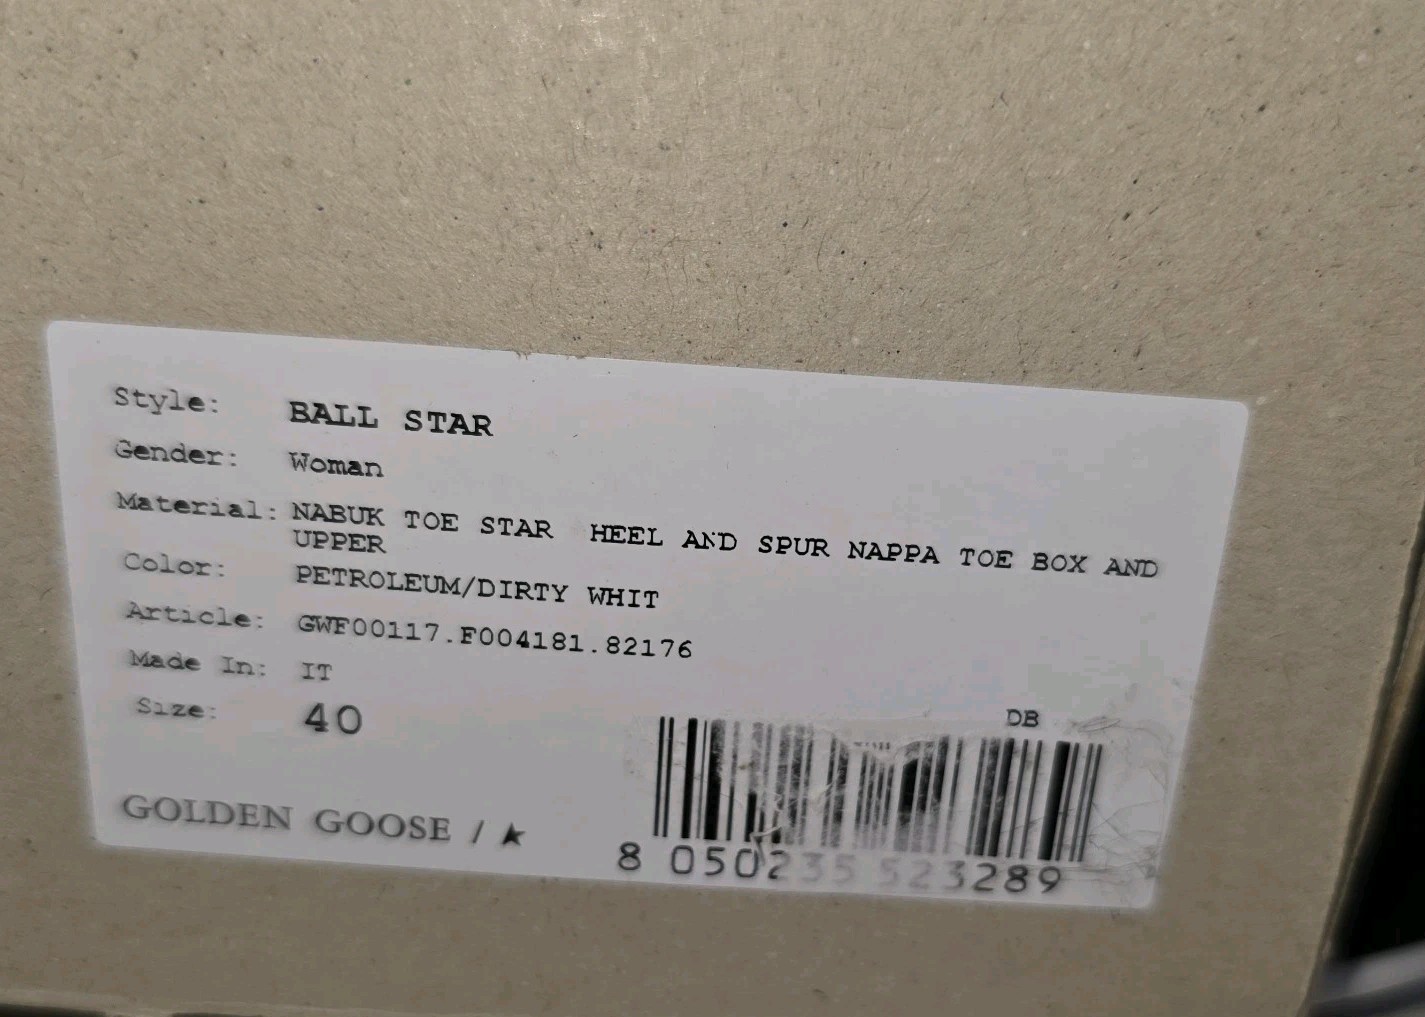 Style: BALL STAR
Gender: Woman
Material: NABUK TOE STAR HEEL AND SPUR NAPPA TOE BOX AND
UPPER
Color: PETROLEUM/DIRTY WHIT
Article: GWF00117.F004181.82176
Made In: IT
Size: 40
DB
GOLDEN GOOSE / ★
8 050235 523289